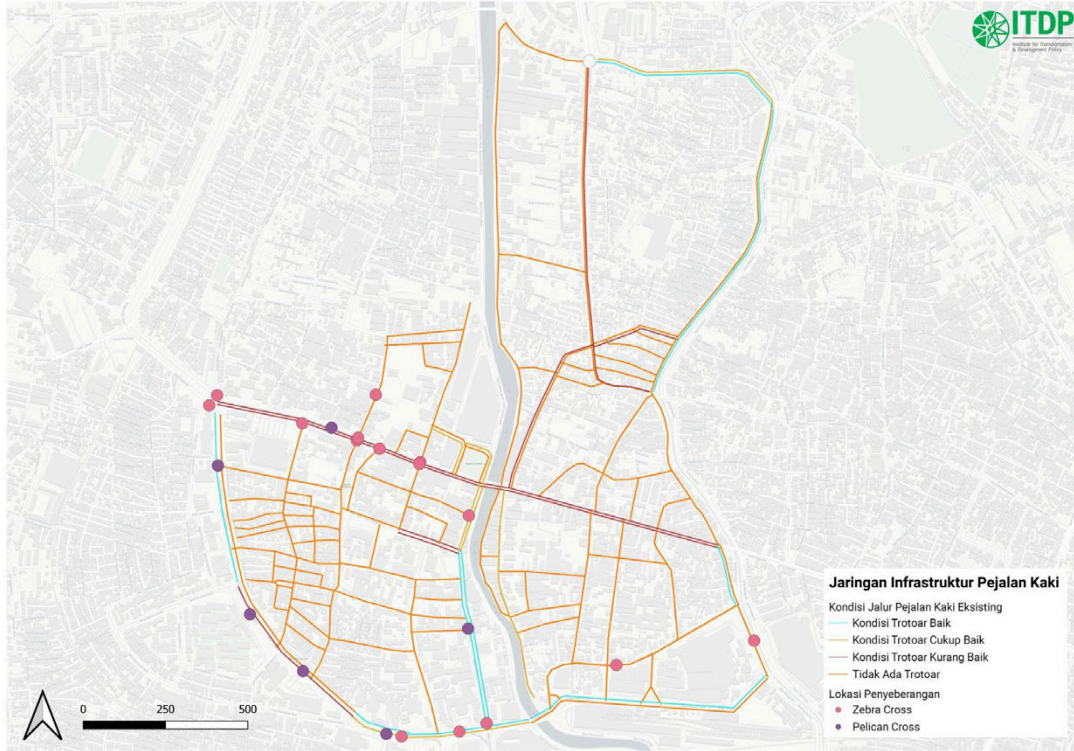 ITDP
Institute for Transportation
& Development Policy
Jaringan Infrastruktur Pejalan Kaki
Kondisi Jalur Pejalan Kaki Eksisting
Kondisi Trotoar Baik
Kondisi Trotoar Cukup Baik
Kondisi Trotoar Kurang Baik
Tidak Ada Trotoar
Lokasi Penyeberangan
Zebra Cross
Pelican Cross
0 250 500